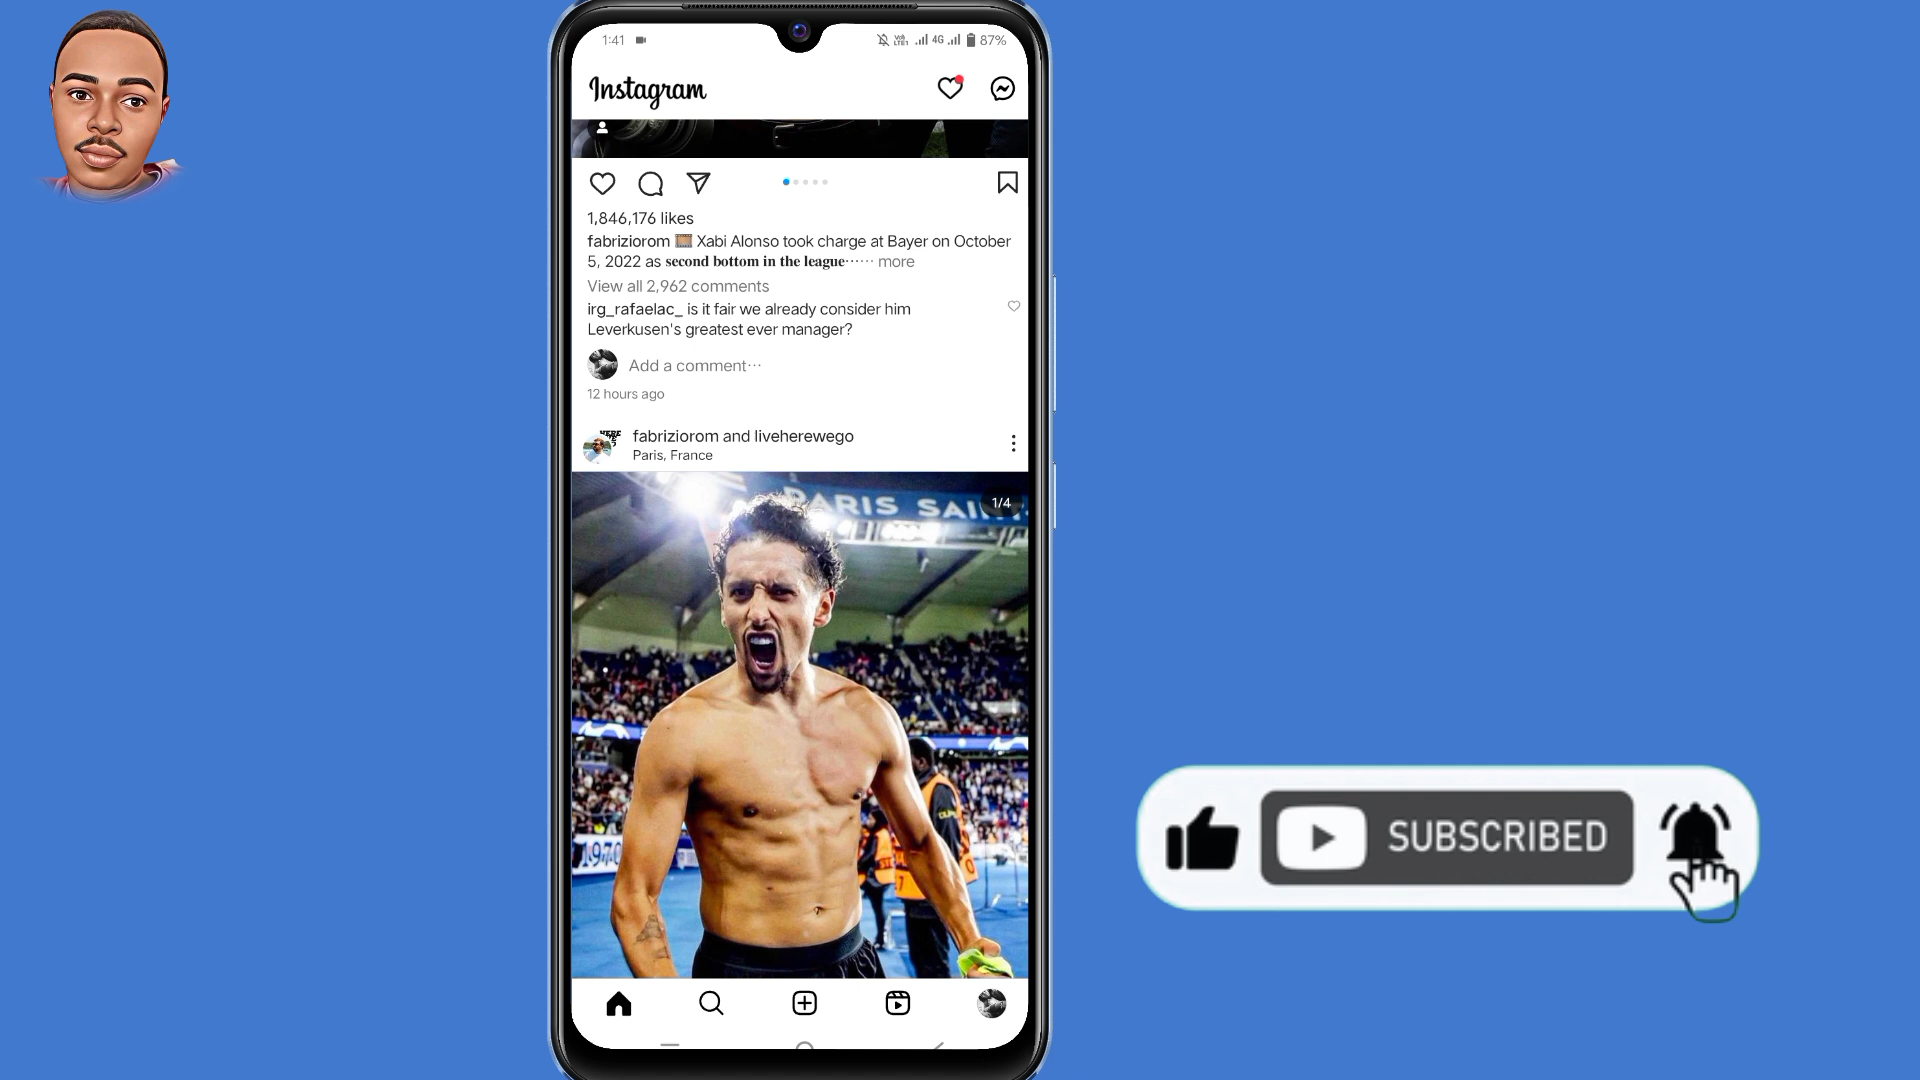 1:41
4G
87%
Instagram
1,846,176 likes
fabriziorom 🎞️ Xabi Alonso took charge at Bayer on October
5, 2022 as second bottom in the league…… more
View all 2,962 comments
irg_rafaelac_ is it fair we already consider him
Leverkusen's greatest ever manager?
Add a comment…
12 hours ago
fabriziorom and liveherewego
Paris, France
1/4
PARIS SAI
1970
SUBSCRIBED